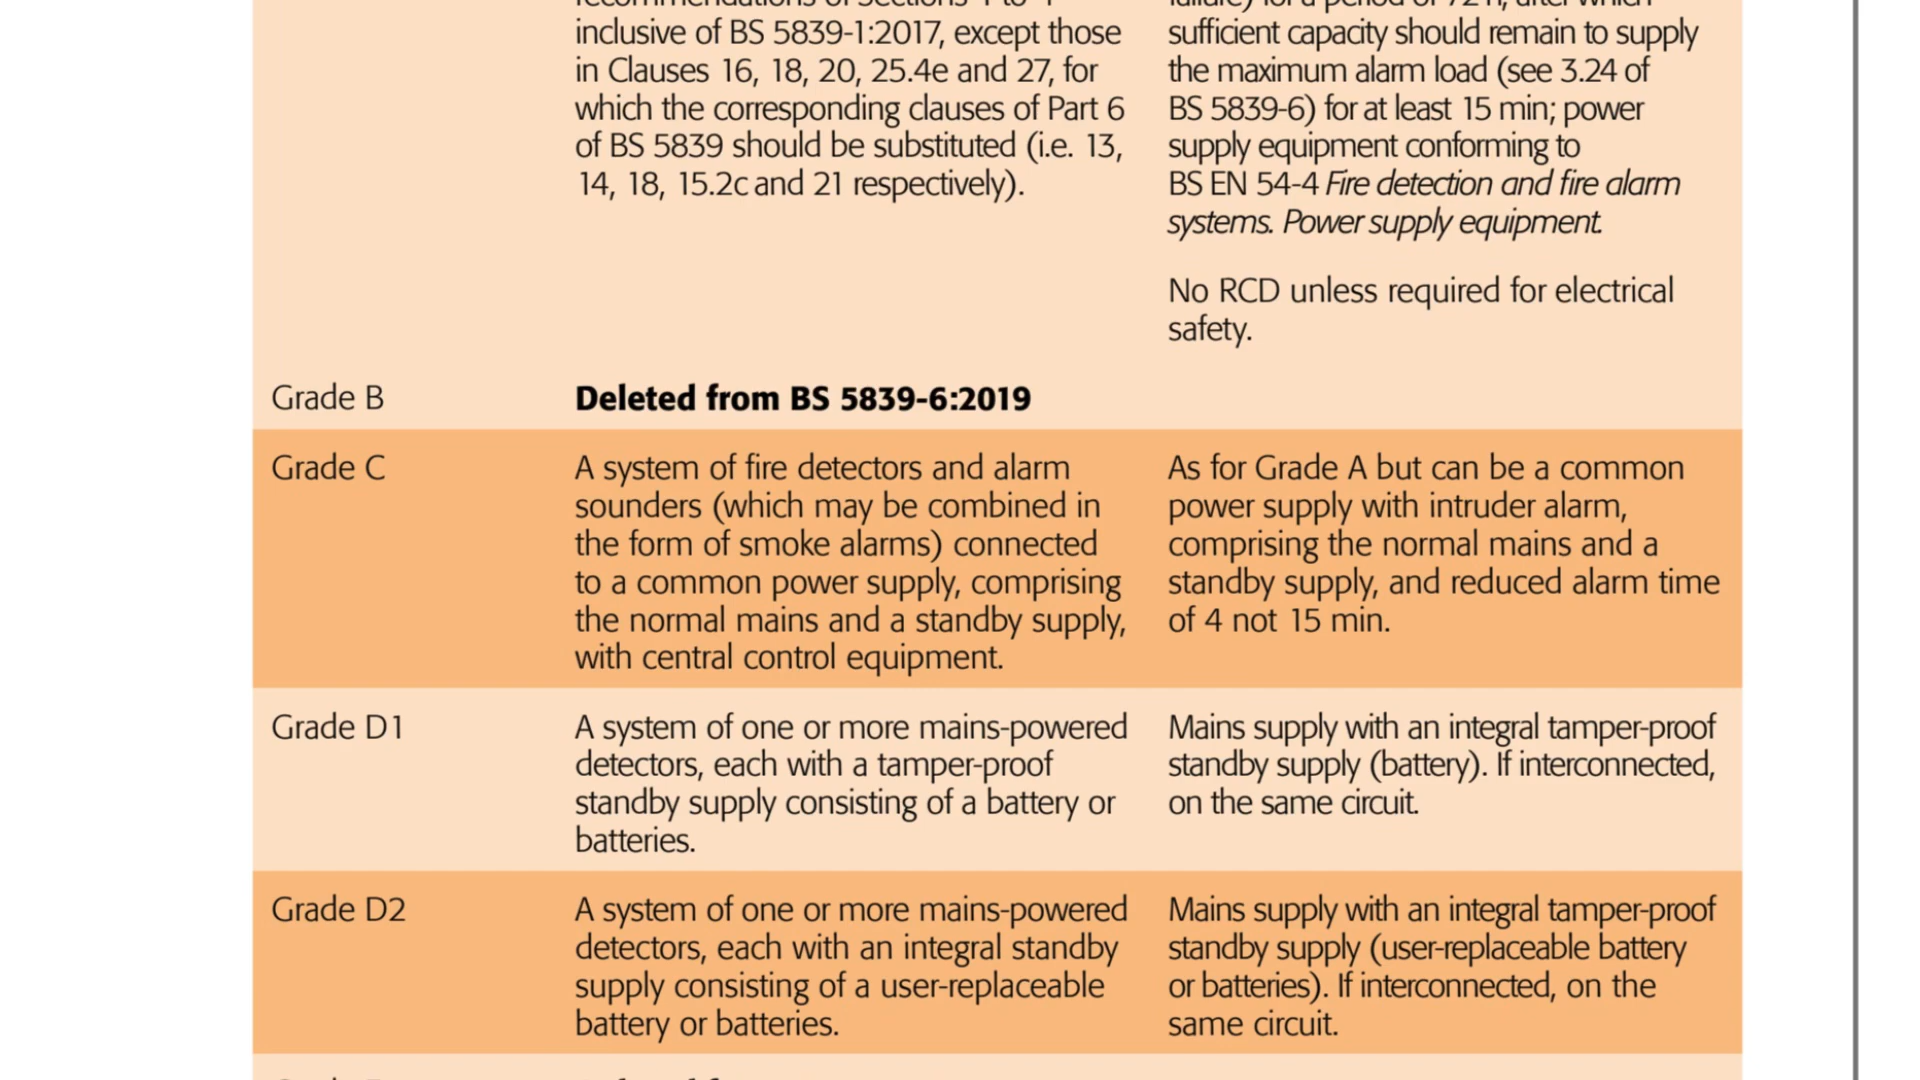 inclusive of BS 5839-1:2017, except those
in Clauses 16, 18, 20, 25.4e and 27, for
which the corresponding clauses of Part 6
of BS 5839 should be substituted (i.e. 13,
14, 18, 15.2c and 21 respectively).
failure) for a period of 72 h, after which
sufficient capacity should remain to supply
the maximum alarm load (see 3.24 of
BS 5839-6) for at least 15 min; power
supply equipment conforming to
BS EN 54-4 Fire detection and fire alarm
systems. Power supply equipment.
No RCD unless required for electrical
safety.
Grade B
Deleted from BS 5839-6:2019
Grade C
A system of fire detectors and alarm
sounders (which may be combined in
the form of smoke alarms) connected
to a common power supply, comprising
the normal mains and a standby supply,
with central control equipment.
As for Grade A but can be a common
power supply with intruder alarm,
comprising the normal mains and a
standby supply, and reduced alarm time
of 4 not 15 min.
Grade D1
A system of one or more mains-powered
detectors, each with a tamper-proof
standby supply consisting of a battery or
batteries.
Mains supply with an integral tamper-proof
standby supply (battery). If interconnected,
on the same circuit.
Grade D2
A system of one or more mains-powered
detectors, each with an integral standby
supply consisting of a user-replaceable
battery or batteries.
Mains supply with an integral tamper-proof
standby supply (user-replaceable battery
or batteries). If interconnected, on the
same circuit.